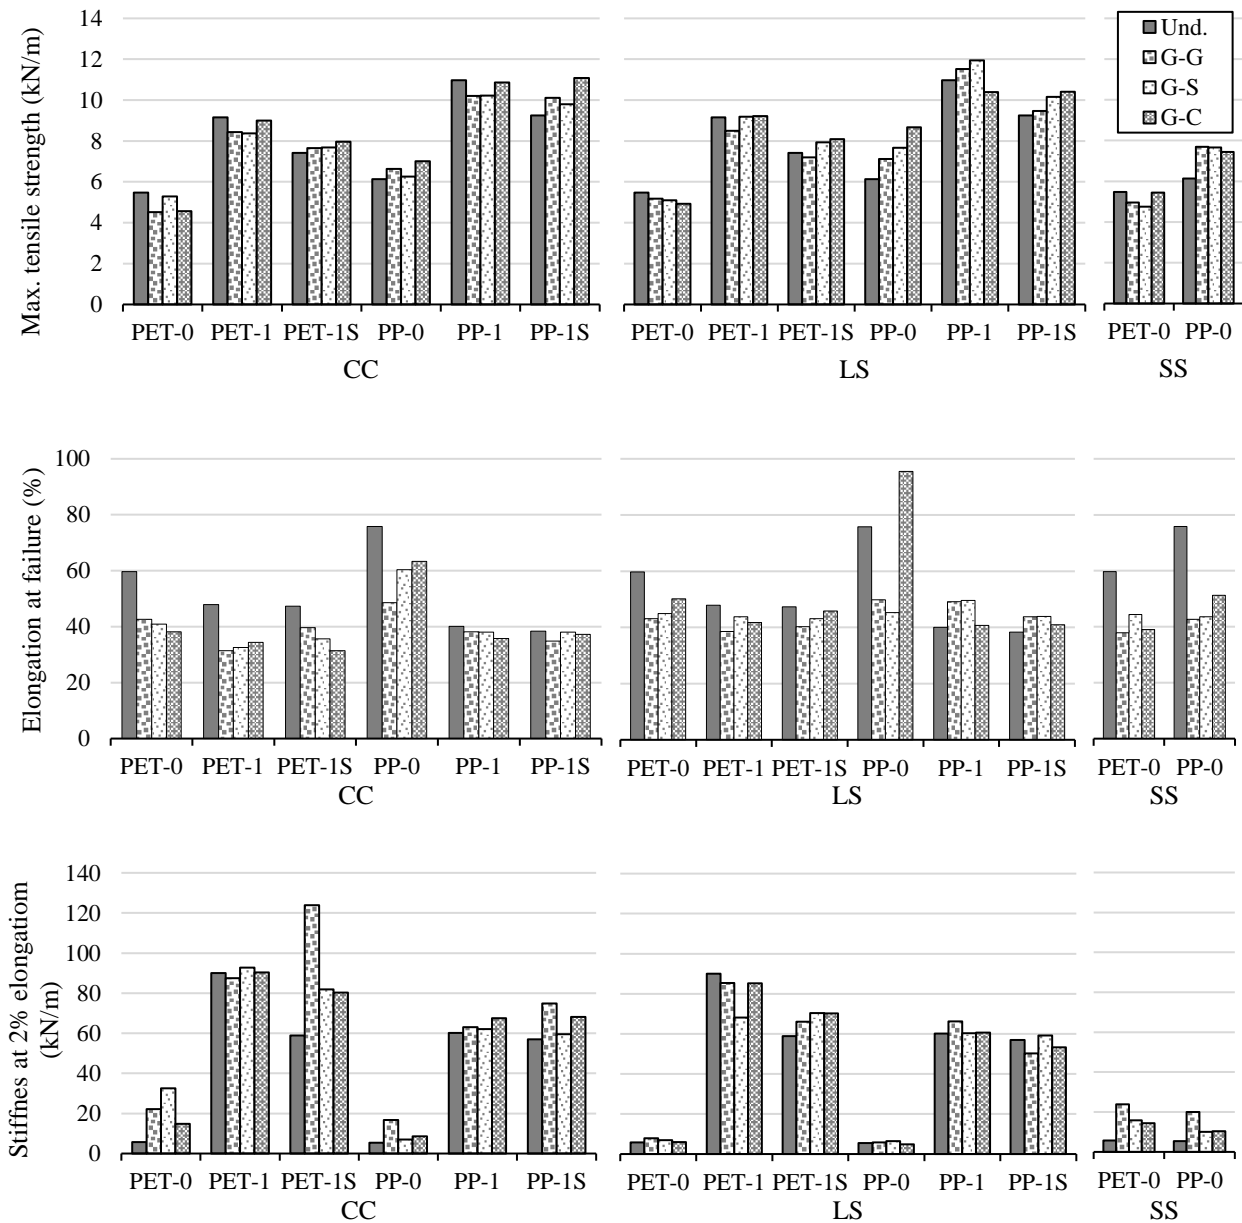 Max. tensile strength (kN/m)
14
12
10
8
6
4
2
0
Und.
G-G
G-S
G-C
PET-0 PET-1 PET-1S PP-0 PP-1 PP-1S
CC
PET-0 PET-1 PET-1S PP-0 PP-1 PP-1S
LS
PET-0 PP-0
SS
Elongation at failure (%)
100
80
60
40
20
0
PET-0 PET-1 PET-1S PP-0 PP-1 PP-1S
CC
PET-0 PET-1 PET-1S PP-0 PP-1 PP-1S
LS
PET-0 PP-0
SS
Stiffnes at 2% elongatiom
(kN/m)
140
120
100
80
60
40
20
0
PET-0 PET-1 PET-1S PP-0 PP-1 PP-1S
CC
PET-0 PET-1 PET-1S PP-0 PP-1 PP-1S
LS
PET-0 PP-0
SS